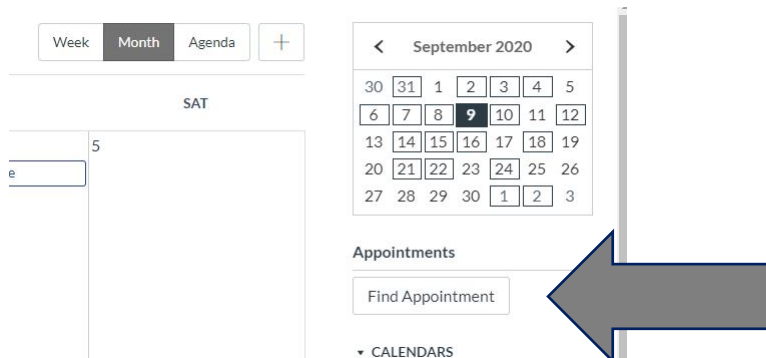 Week Month Agenda +
SAT
e
5
< September 2020 >
30 31 1 2 3 4 5
6 7 8 9 10 11 12
13 14 15 16 17 18 19
20 21 22 23 24 25 26
27 28 29 30 1 2 3
Appointments
Find Appointment
▾ CALENDARS